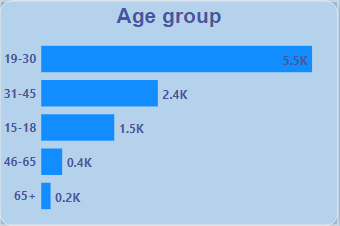 Age group
19-30 5.5K
31-45 2.4K
15-18 1.5K
46-65 0.4K
65+ 0.2K